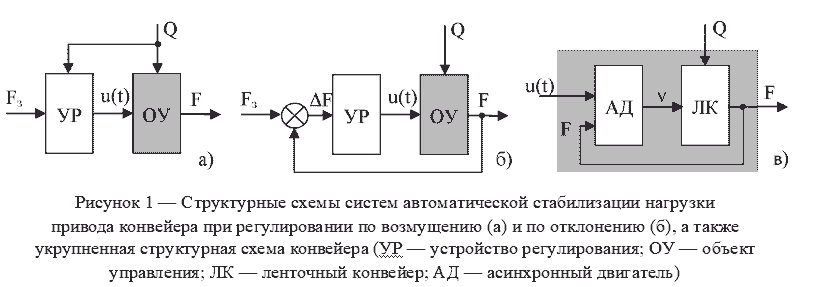 Q
Q
Q
F₃
УР
u(t)
ОУ
F
а)
F₃
ΔF
УР
u(t)
ОУ
F
б)
u(t)
F
АД
v
ЛК
F
в)
Рисунок 1 — Структурные схемы систем автоматической стабилизации нагрузки
привода конвейера при регулировании по возмущению (а) и по отклонению (б), а также
укрупненная структурная схема конвейера (УР — устройство регулирования; ОУ — объект
управления; ЛК — ленточный конвейер; АД — асинхронный двигатель)